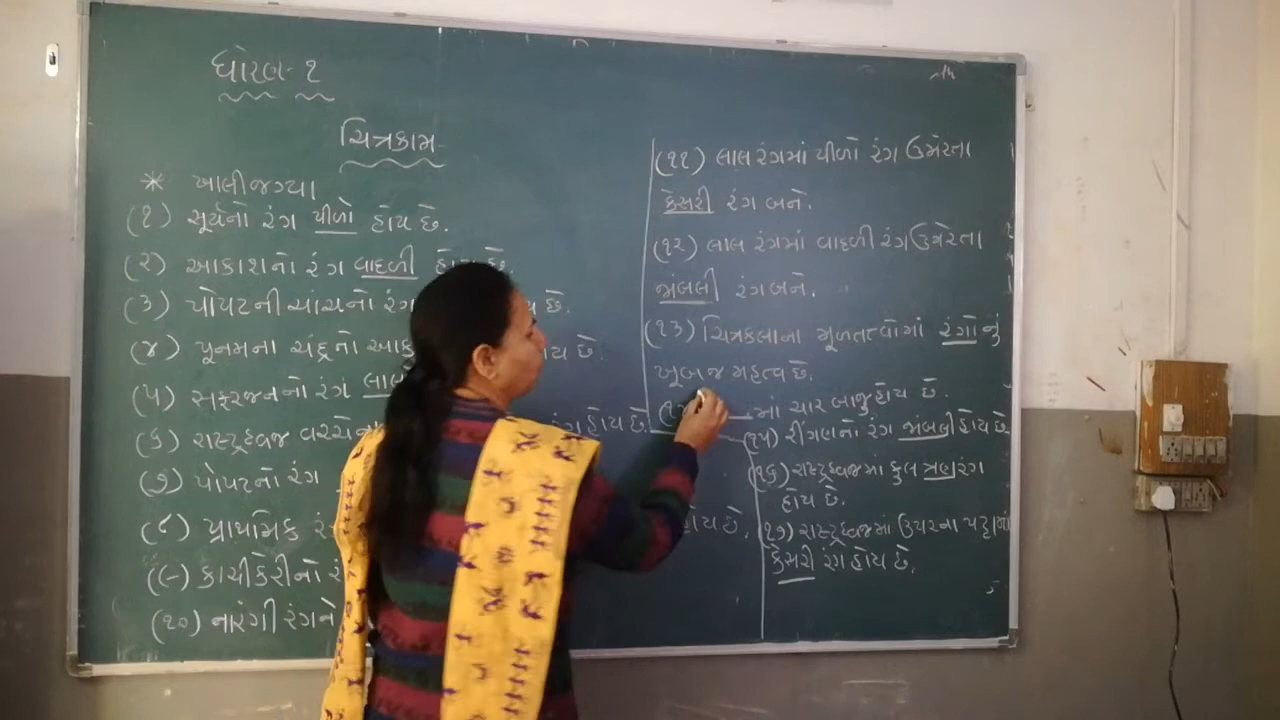 ધોરણ - ૧
ચિત્રકામ
* ખાલીજગ્યા
(૧) સૂર્યનો રંગ પીળો હોય છે.
(૨) આકાશનો રંગ વાદળી હોય છે.
(૩) પોપટની ચાંચનો રંગ છે.
(૪) પૂનમના ચંદ્રનો હોય છે.
(૫) સફરજનનો રંગ લાલ
(૬) રાષ્ટ્રધ્વજ વચ્ચેના રંગ હોય છે.
(૭) પોપટનો રંગ
(૮) પ્રાથમિક હોય છે.
(૯) કાચીકેરીનો
(૧૦) નારંગી રંગને
(૧૧) લાલ રંગમાં પીળો રંગ ઉમેરતા
કેસરી રંગ બને.
(૧૨) લાલ રંગમાં વાદળી રંગ ઉમેરતા
જાંબલી રંગ બને.
(૧૩) ચિત્રકલાના મૂળતત્વોમાં રંગોનું
ખૂબ જ મહત્વ છે.
માં ચાર બાજુ હોય છે.
(૧૫) રીંગણનો રંગ જાંબલી હોય છે.
(૧૬) રાષ્ટ્રધ્વજમાં કુલ ત્રણ રંગ
હોય છે.
(૧૭) રાષ્ટ્રધ્વજમાં ઉપરના પટ્ટામાં
કેસરી રંગ હોય છે.